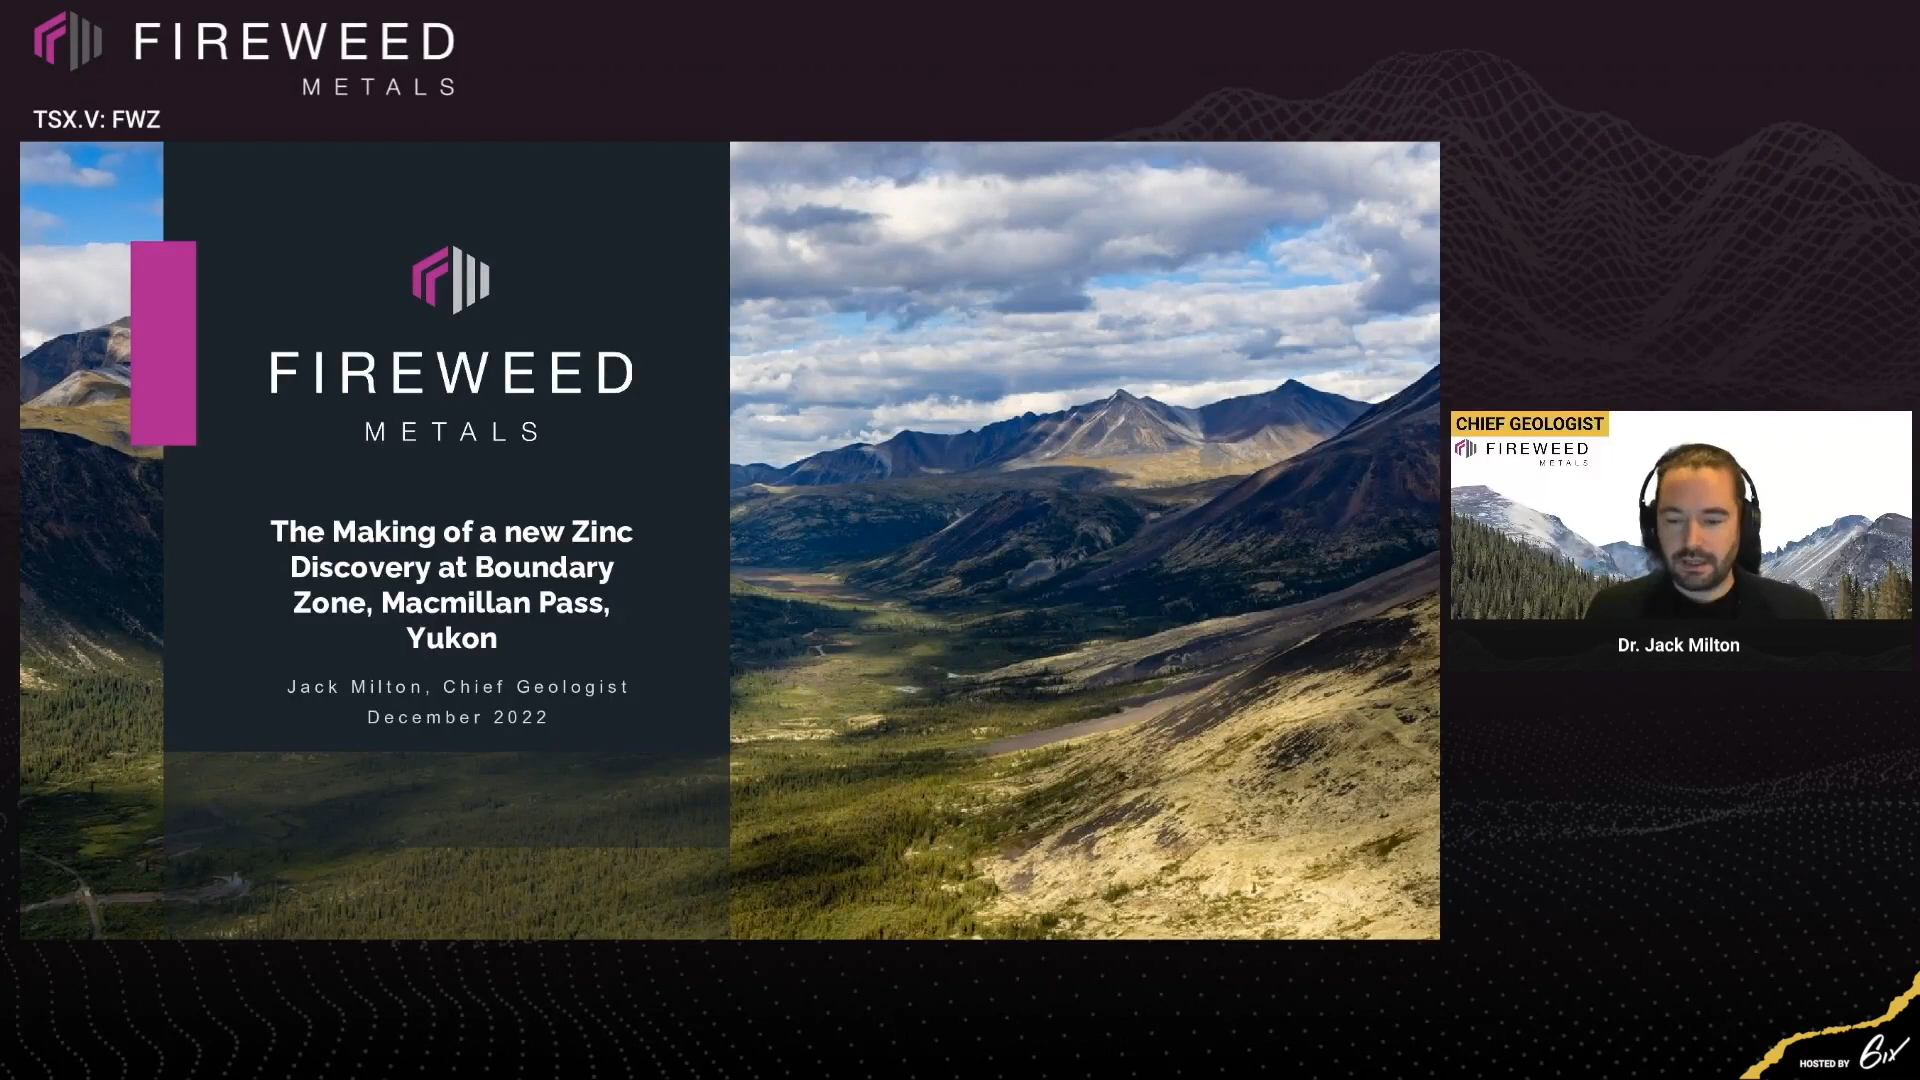 FIREWEED
METALS
TSX.V: FWZ
FIREWEED
METALS
The Making of a new Zinc
Discovery at Boundary
Zone, Macmillan Pass,
Yukon
Jack Milton, Chief Geologist
December 2022
CHIEF GEOLOGIST
FIREWEED
METALS
Dr. Jack Milton
HOSTED BY 6ix